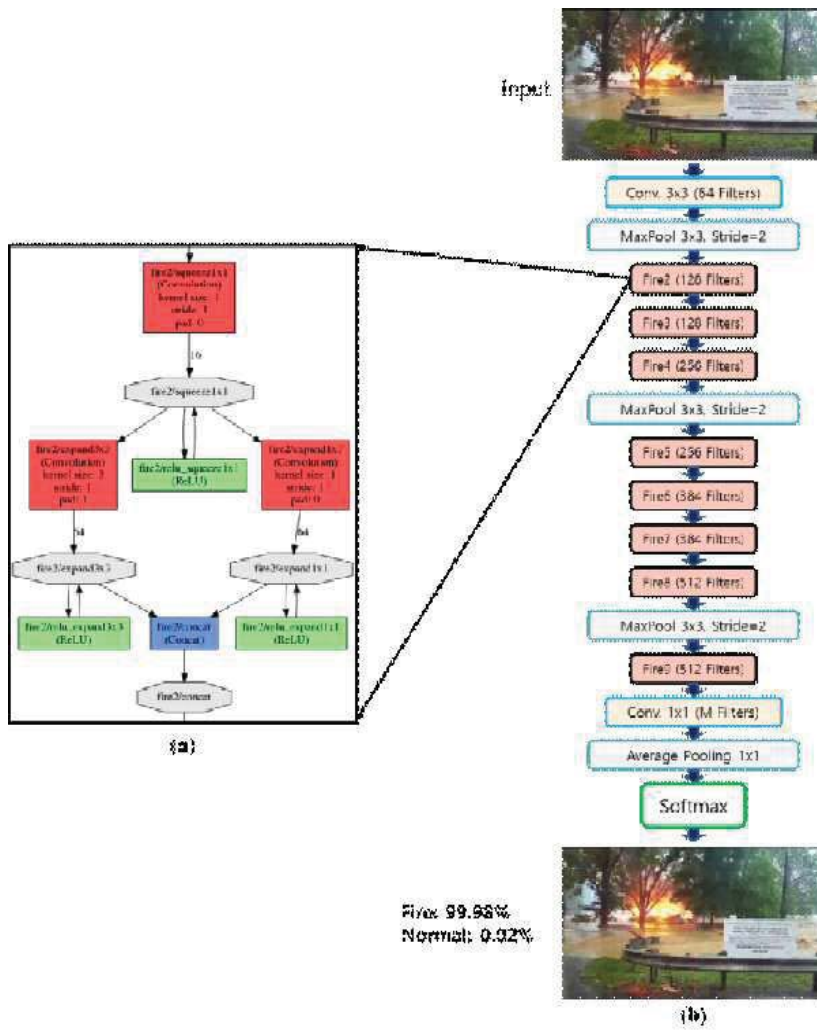 Input
Conv. 3x3 (64 Filters)
MaxPool 3x3, Stride=2
Fire2 (128 Filters)
Fire3 (128 Filters)
Fire4 (256 Filters)
MaxPool 3x3, Stride=2
Fire5 (256 Filters)
Fire6 (384 Filters)
Fire7 (384 Filters)
Fire8 (512 Filters)
MaxPool 3x3, Stride=2
Fire9 (512 Filters)
Conv. 1x1 (M Filters)
Average Pooling 1x1
Softmax
Fire: 99.98%
Normal: 0.02%
(b)
fire2/squeeze1x1
(Convolution)
kernel size: 1
stride: 1
pad: 0
16
fire2/squeeze1x1
fire2/expand3x3
(Convolution)
kernel size: 3
stride: 1
pad: 1
fire2/relu_squeeze1x1
(ReLU)
fire2/expand1x1
(Convolution)
kernel size: 1
stride: 1
pad: 0
64
64
fire2/expand3x3
fire2/expand1x1
fire2/relu_expand3x3
(ReLU)
fire2/concat
(Concat)
fire2/relu_expand1x1
(ReLU)
fire2/concat
(a)